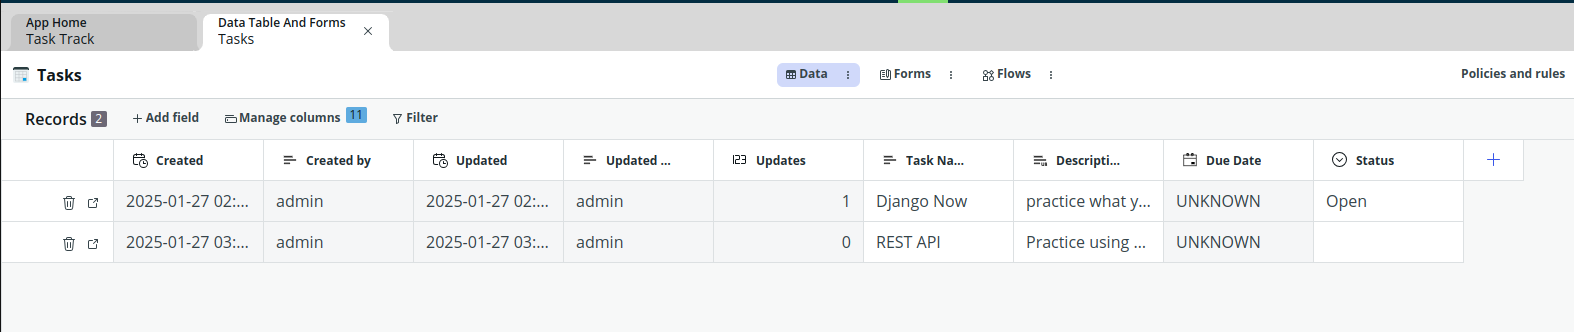 App Home
Task Track
Data Table And Forms
Tasks
Tasks
Data
Forms
Flows
Policies and rules
Records 2
Add field
Manage columns 11
Filter
Created Created by Updated Updated ... Updates Task Na... Descripti... Due Date Status
2025-01-27 02:... admin 2025-01-27 02:... admin 1 Django Now practice what y... UNKNOWN Open
2025-01-27 03:... admin 2025-01-27 03:... admin 0 REST API Practice using ... UNKNOWN